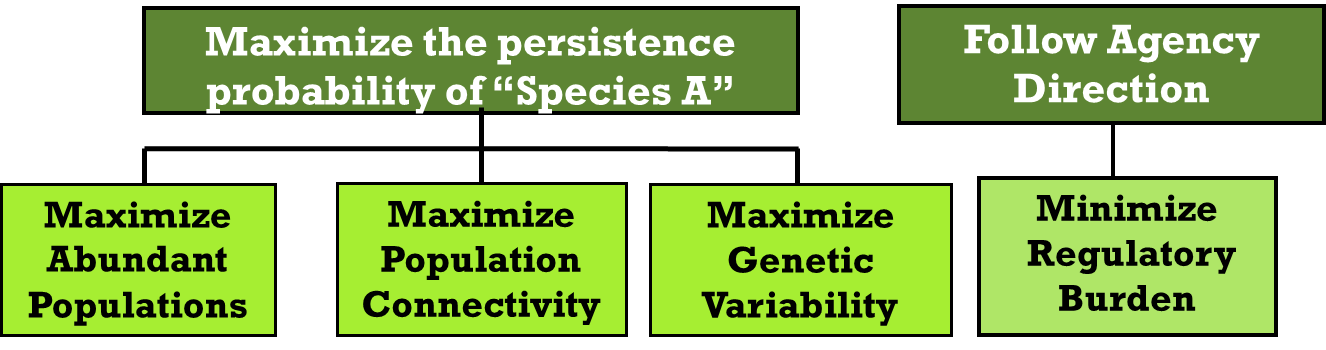 Maximize the persistence
probability of “Species A”
Follow Agency
Direction
Maximize
Abundant
Populations
Maximize
Population
Connectivity
Maximize
Genetic
Variability
Minimize
Regulatory
Burden